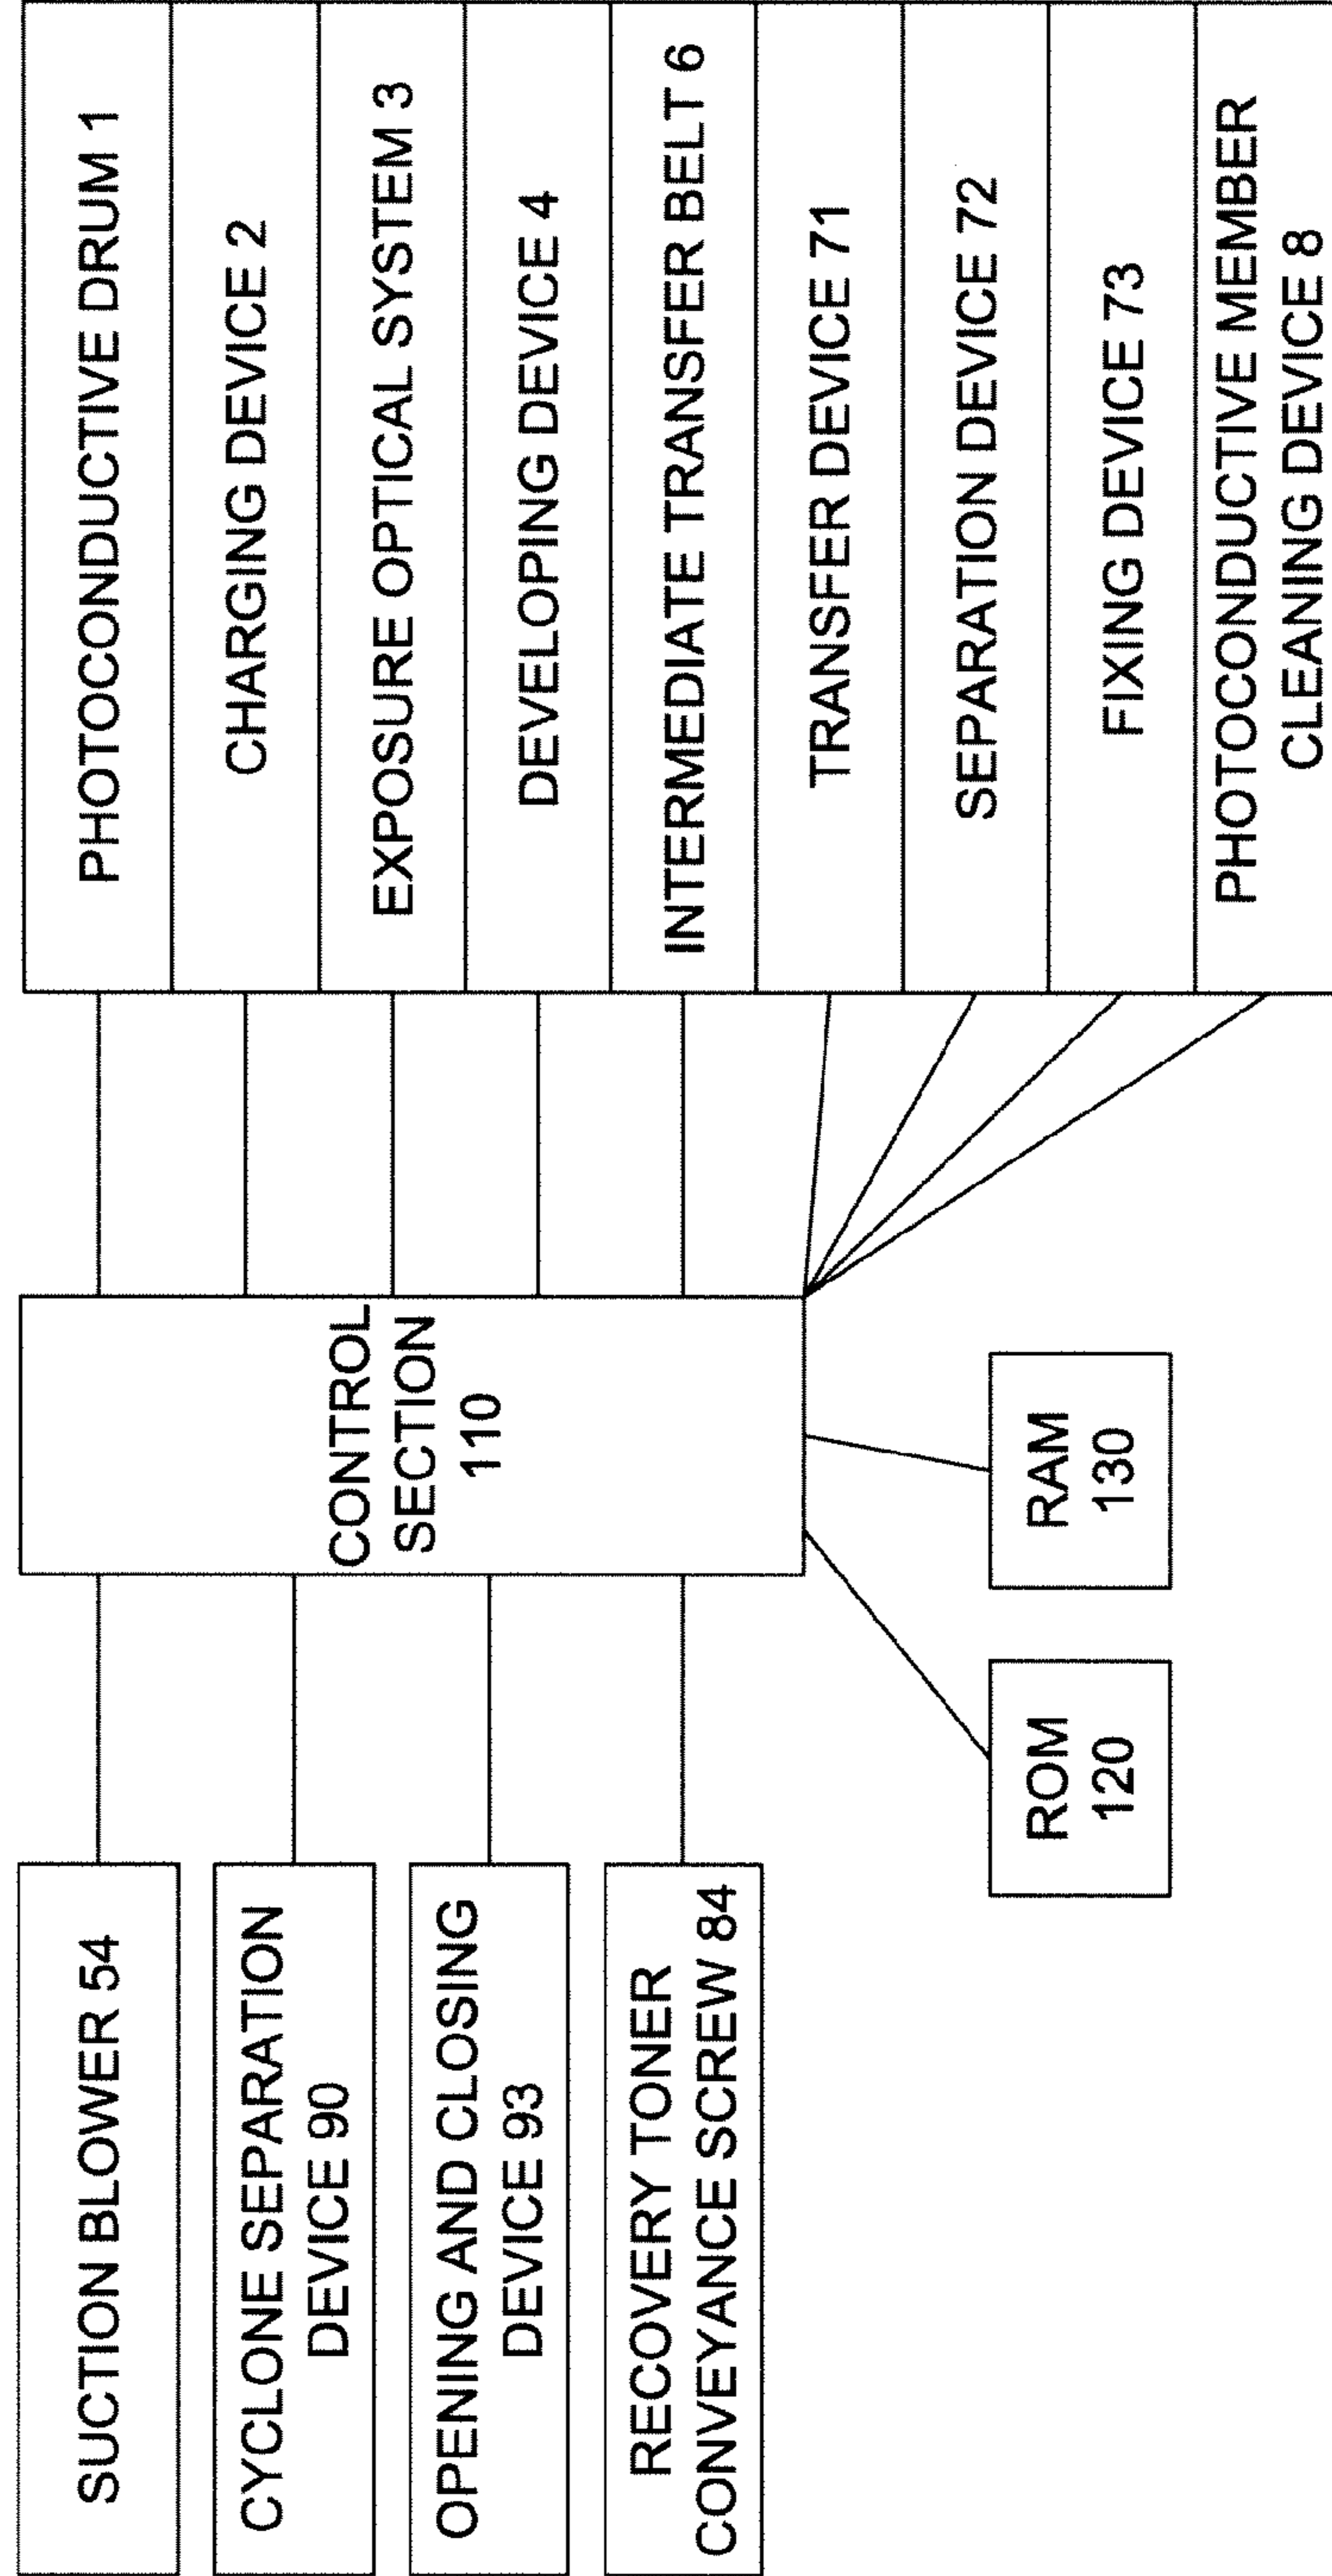 SUCTION BLOWER 54
CYCLONE SEPARATION
DEVICE 90
OPENING AND CLOSING
DEVICE 93
RECOVERY TONER
CONVEYANCE SCREW 84
CONTROL
SECTION
110
ROM
120
RAM
130
PHOTOCONDUCTIVE DRUM 1
CHARGING DEVICE 2
EXPOSURE OPTICAL SYSTEM 3
DEVELOPING DEVICE 4
INTERMEDIATE TRANSFER BELT 6
TRANSFER DEVICE 71
SEPARATION DEVICE 72
FIXING DEVICE 73
PHOTOCONDUCTIVE MEMBER
CLEANING DEVICE 8